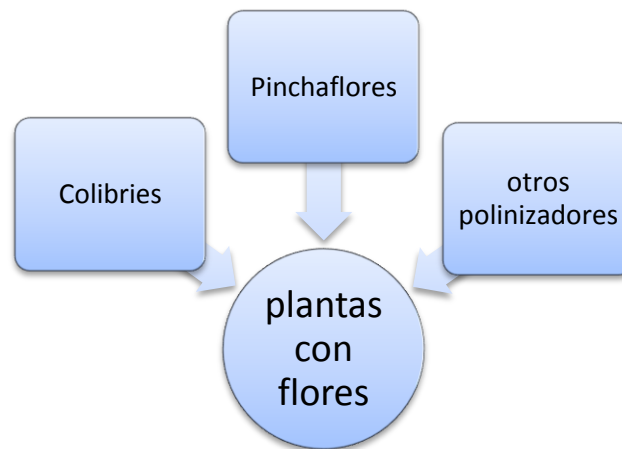 Pinchaflores
Colibries
otros
polinizadores
plantas
con
flores